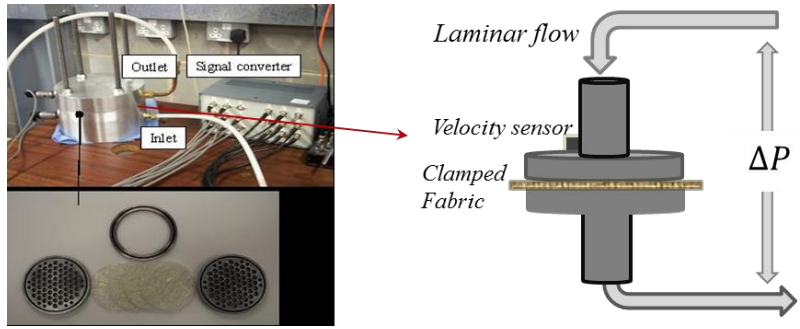 Outlet
Signal converter
Inlet
Laminar flow
Velocity sensor
Clamped
Fabric
ΔP